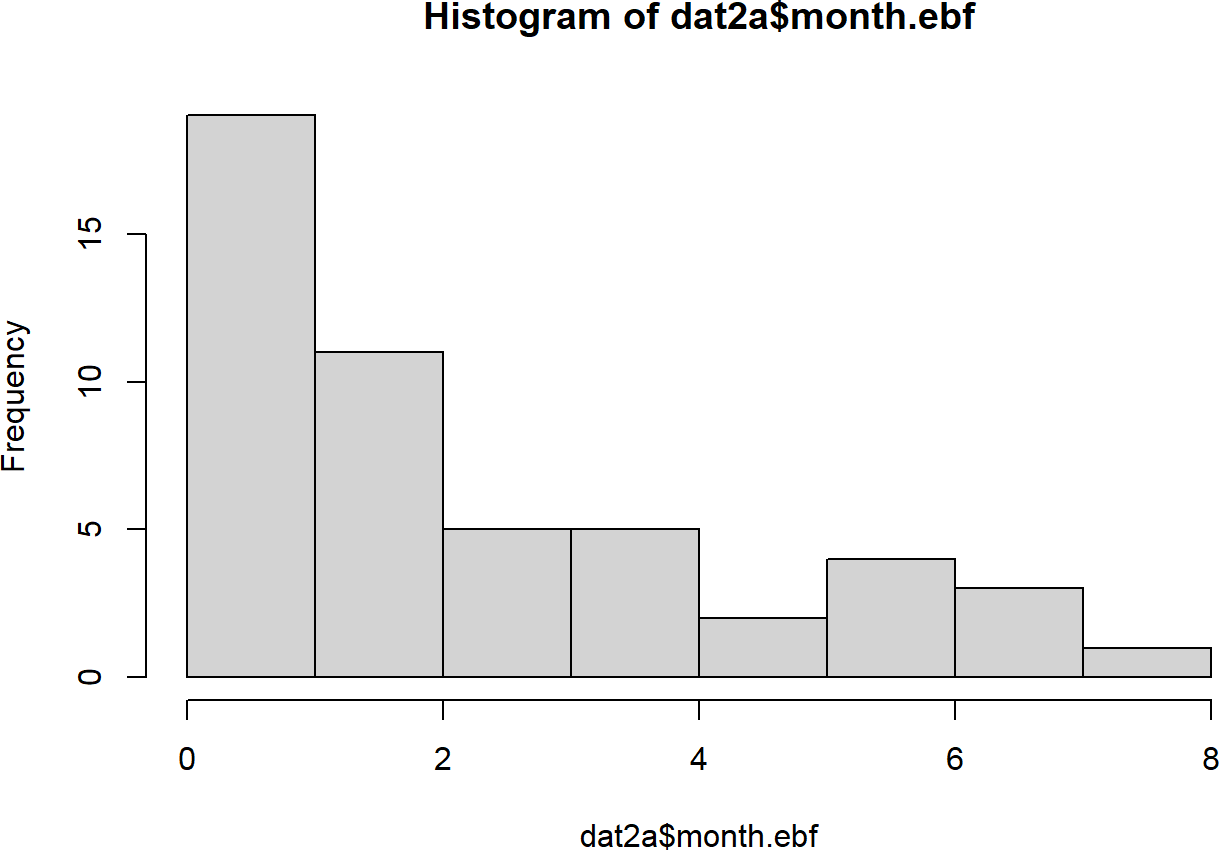 Histogram of dat2a$month.ebf
Frequency
15
10
5
0
0 2 4 6 8
dat2a$month.ebf